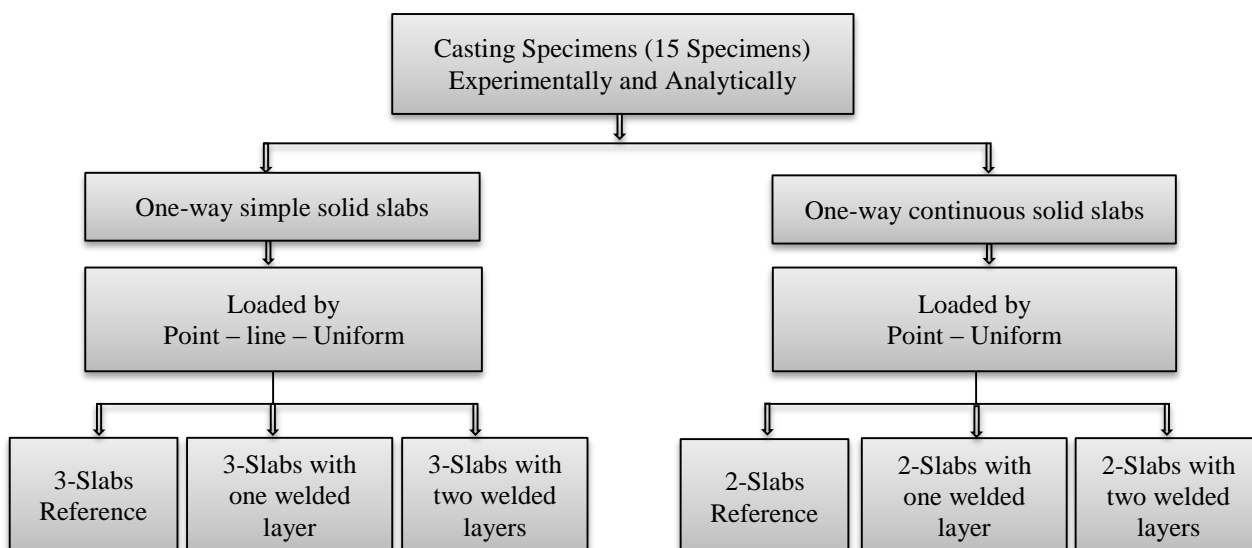 Casting Specimens (15 Specimens)
Experimentally and Analytically
One-way simple solid slabs
One-way continuous solid slabs
Loaded by
Point – line – Uniform
Loaded by
Point – Uniform
3-Slabs
Reference
3-Slabs with
one welded
layer
3-Slabs with
two welded
layers
2-Slabs
Reference
2-Slabs with
one welded
layer
2-Slabs with
two welded
layers